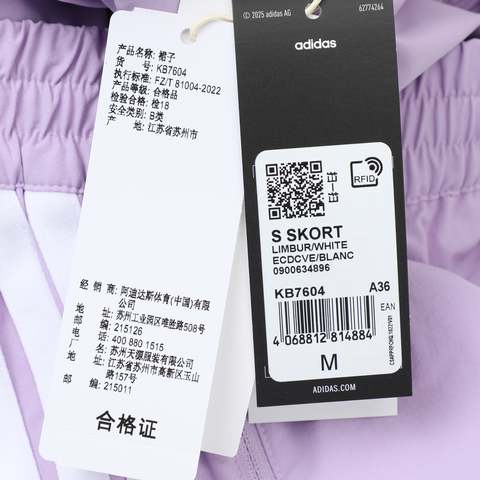 产品名称: 裙子
货 号: KB7604
执行标准: FZ/T 81004-2022
产品等级: 合格品
检验合格: 检18
安全类别: B类
产 地: 江苏省苏州市
经 销 商: 阿迪达斯体育(中国)有限公司
地 址: 苏州工业园区唯胜路508号
邮 编: 215126
电 话: 400 880 1515
厂 名: 苏州天骠服装有限公司
地 址: 江苏省苏州市高新区玉山路157号
邮 编: 215011
合格证
© 2025 adidas AG
62774264
adidas
RFID
S SKORT
LIMBUR/WHITE
ECDCVE/BLANC
0900634896
KB7604 A36
EAN
4 068812 814884
M
ADIDAS.COM